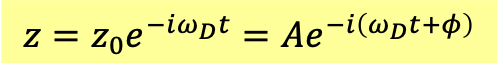 z = z₀e^{-iω_D t} = Ae^{-i(ω_D t+ϕ)}